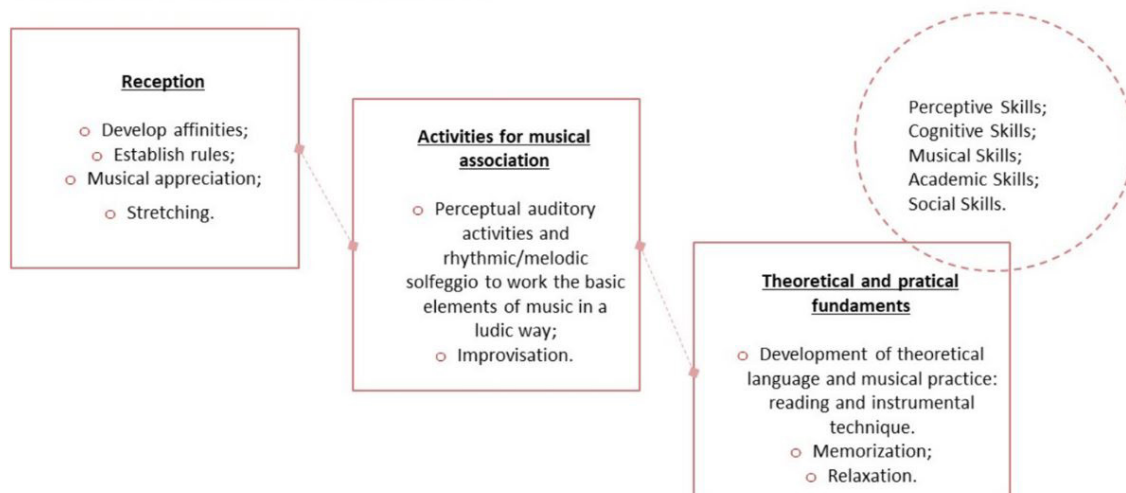 Reception
Develop affinities;
Establish rules;
Musical appreciation;
Stretching.
Activities for musical
association
Perceptual auditory
activities and
rhythmic/melodic
solfeggio to work the basic
elements of music in a
ludic way;
Improvisation.
Theoretical and pratical
fundaments
Development of theoretical
language and musical practice:
reading and instrumental
technique.
Memorization;
Relaxation.
Perceptive Skills;
Cognitive Skills;
Musical Skills;
Academic Skills;
Social Skills.